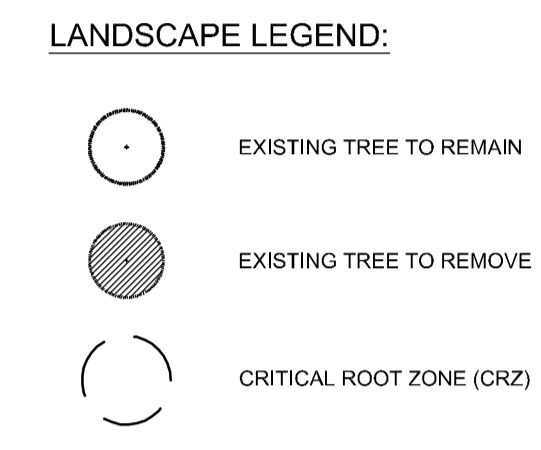 LANDSCAPE LEGEND:
EXISTING TREE TO REMAIN
EXISTING TREE TO REMOVE
CRITICAL ROOT ZONE (CRZ)